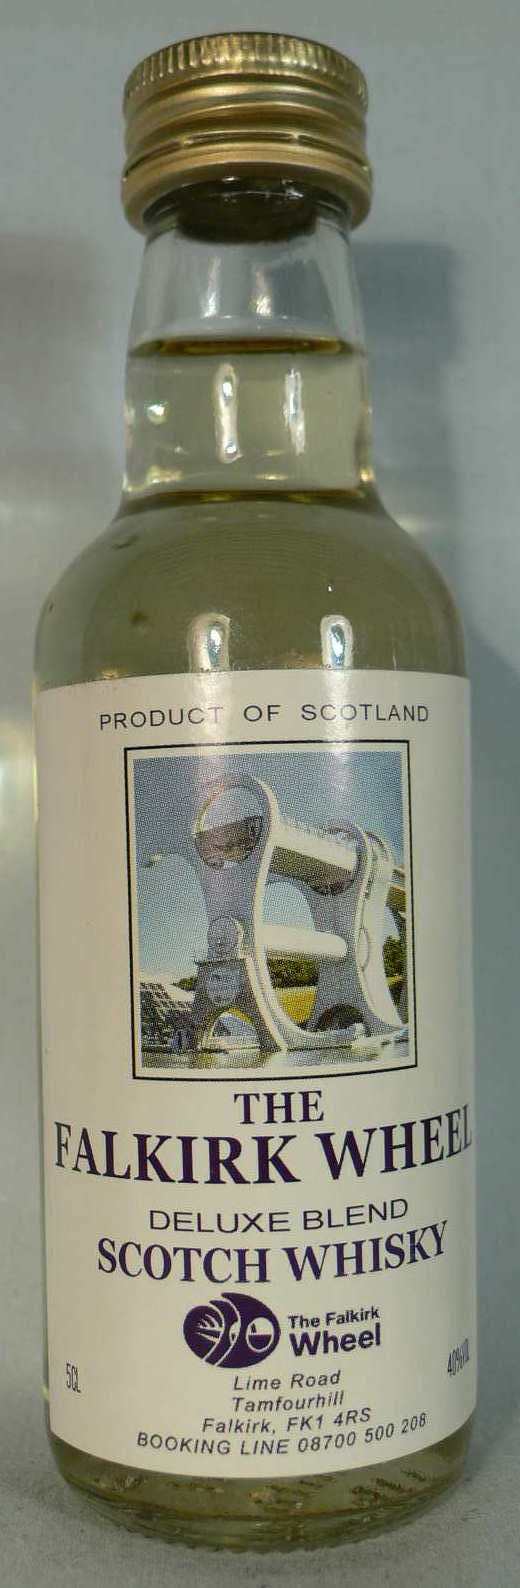 PRODUCT OF SCOTLAND
THE
FALKIRK WHEEL
DELUXE BLEND
SCOTCH WHISKY
The Falkirk
Wheel
5CL
40%VOL
Lime Road
Tamfourhill
Falkirk, FK1 4RS
BOOKING LINE 08700 500 208